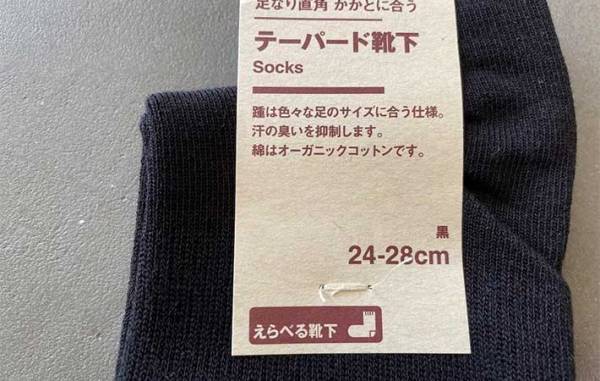 足なり直角 かかとに合う
テーパード靴下
Socks
踵は色々な足のサイズに合う仕様。
汗の臭いを抑制します。
綿はオーガニックコットンです。
黒
24-28cm
えらべる靴下